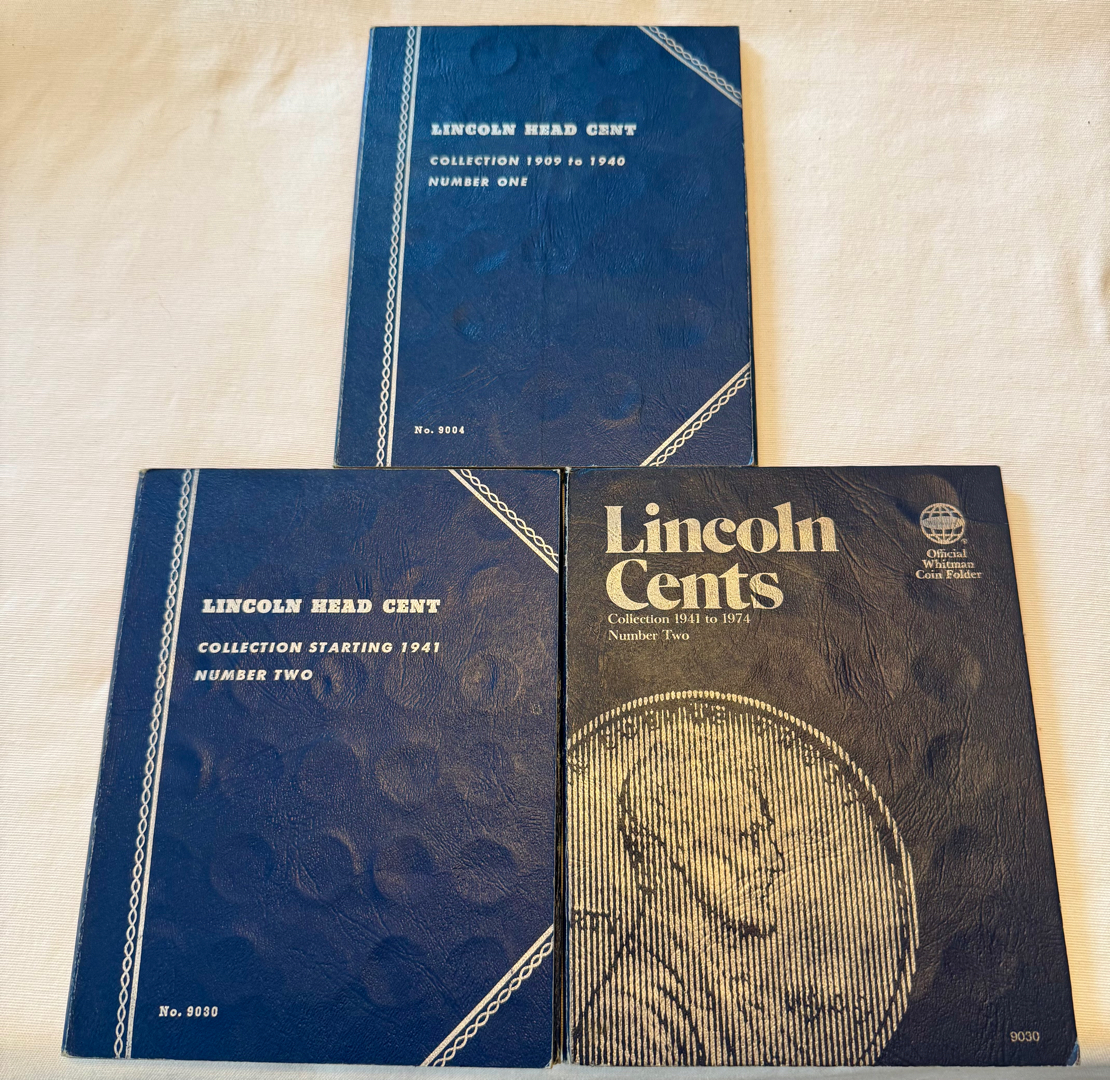 LINCOLN HEAD CENT
COLLECTION 1909 to 1940
NUMBER ONE
No. 9004
LINCOLN HEAD CENT
COLLECTION STARTING 1941
NUMBER TWO
No. 9030
Lincoln
Cents
Collection 1941 to 1974
Number Two
Official
Whitman
Coin Folder
9030